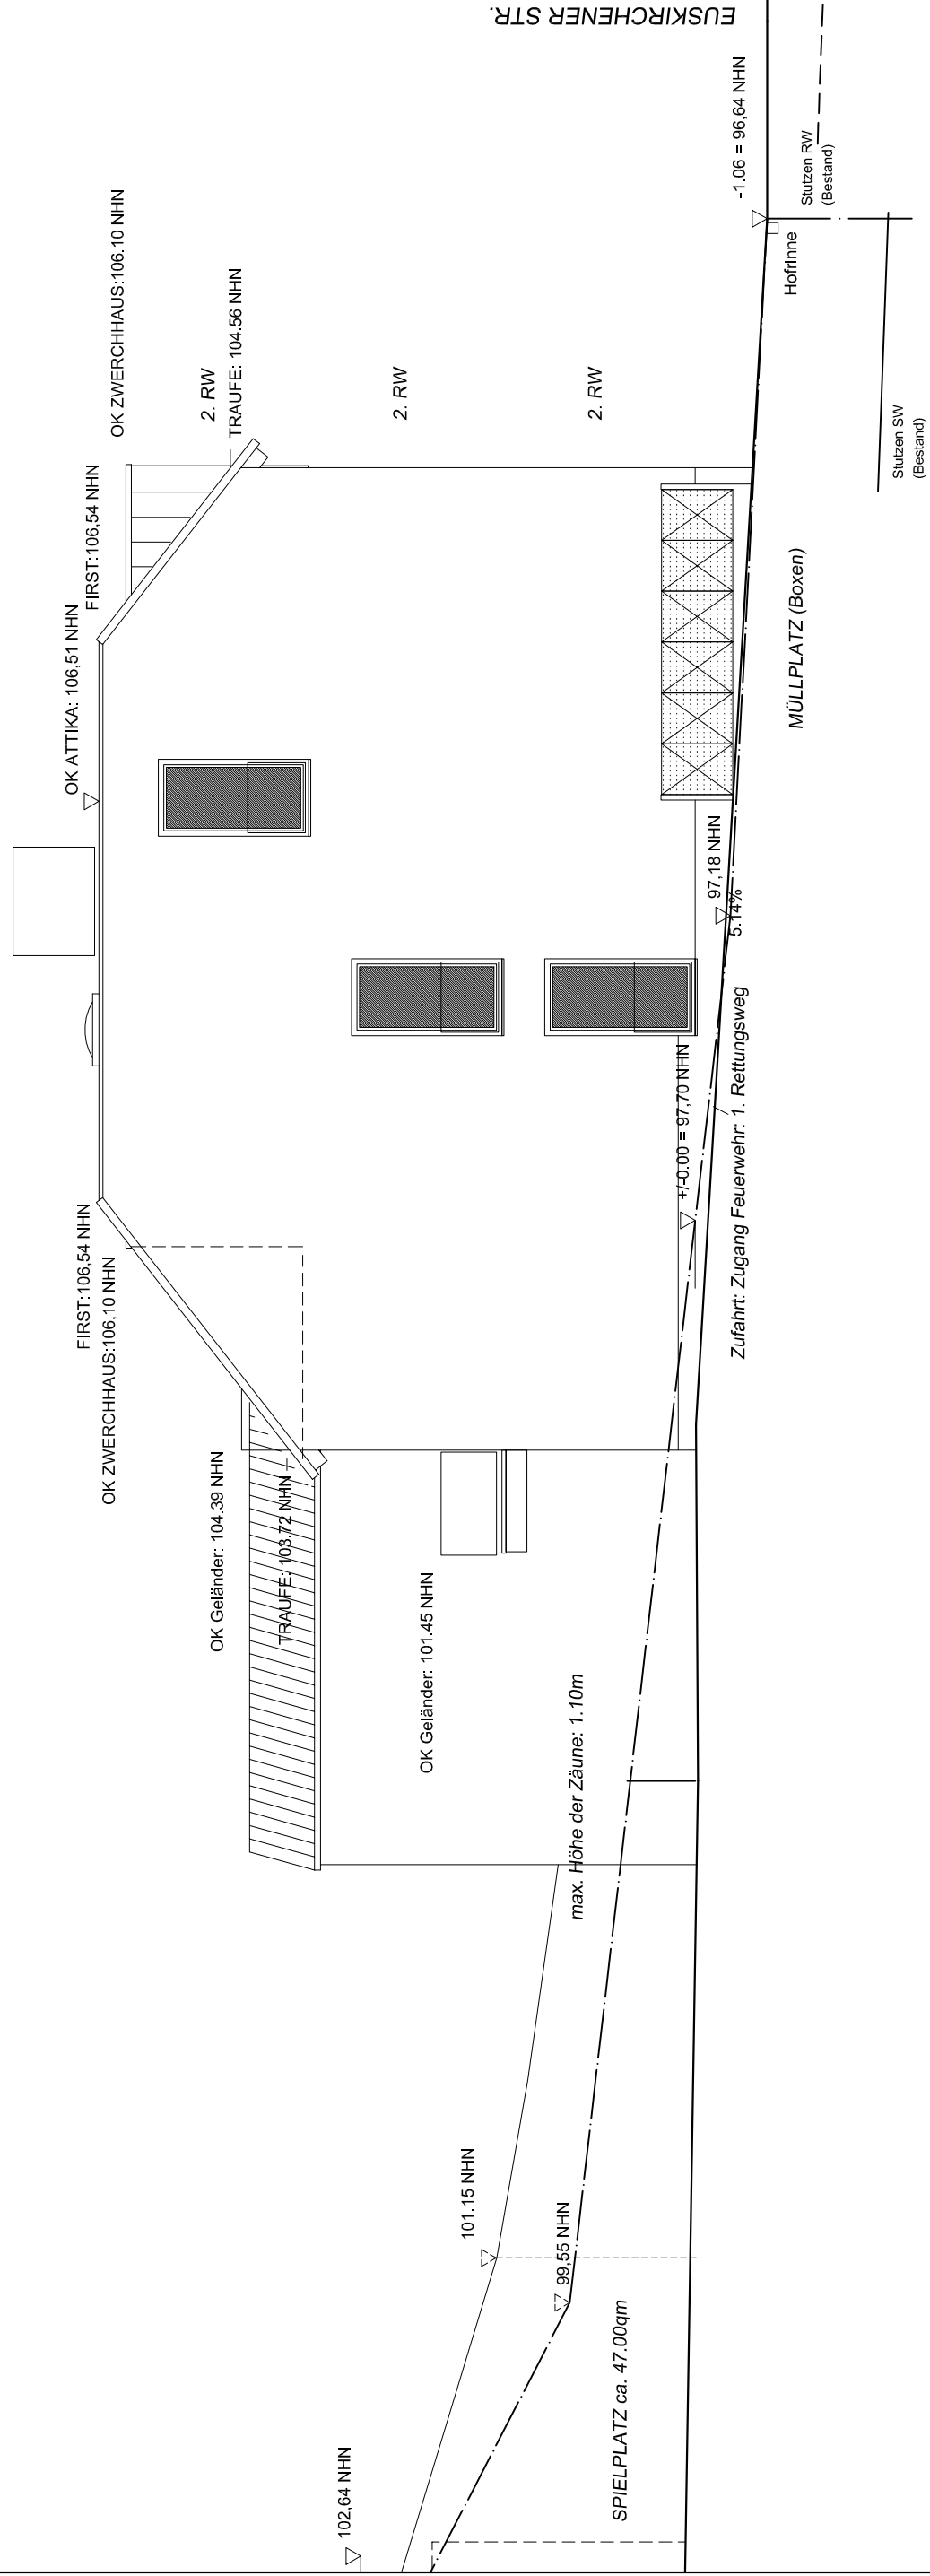 EUSKIRCHENER STR.
-1.06 = 96,64 NHN
Stutzen RW
(Bestand)
Hofrinne
OK ZWERCHHAUS:106.10 NHN
TRAUFE: 104.56 NHN
2. RW
2. RW
2. RW
FIRST:106,54 NHN
Stutzen SW
(Bestand)
OK ATTIKA: 106,51 NHN
MÜLLPLATZ (Boxen)
97,18 NHN
5.14%
+/-0.00 = 97,70 NHN
Zufahrt: Zugang Feuerwehr: 1. Rettungsweg
FIRST:106,54 NHN
OK ZWERCHHAUS:106,10 NHN
OK Geländer: 104.39 NHN
TRAUFE: 103.72 NHN
OK Geländer: 101.45 NHN
max. Höhe der Zäune: 1.10m
101.15 NHN
99,55 NHN
SPIELPLATZ ca. 47.00qm
102,64 NHN